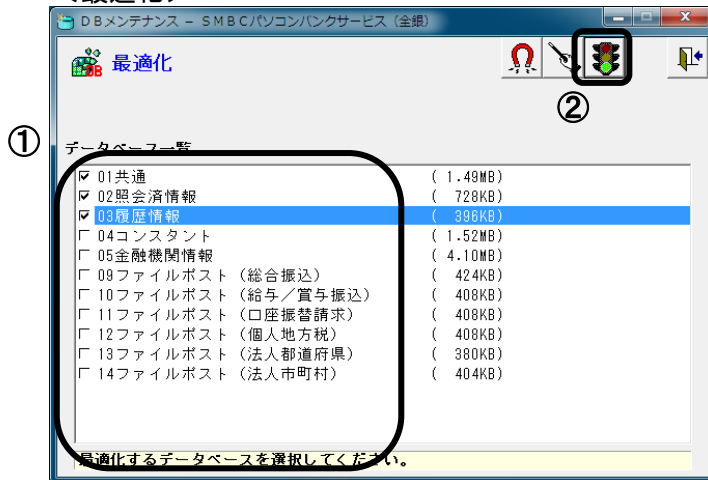 <最適化>
DBメンテナンス - SMBCパソコンバンクサービス (全銀)
最適化
②
①
データベース一覧
01共通 ( 1.49MB)
02照会済情報 ( 728KB)
03履歴情報 ( 396KB)
04コンスタント ( 1.52MB)
05金融機関情報 ( 4.10MB)
09ファイルポスト(総合振込) ( 424KB)
10ファイルポスト(給与/賞与振込) ( 408KB)
11ファイルポスト(口座振替請求) ( 408KB)
12ファイルポスト(個人地方税) ( 408KB)
13ファイルポスト(法人都道府県) ( 380KB)
14ファイルポスト(法人市町村) ( 404KB)
最適化するデータベースを選択してください。